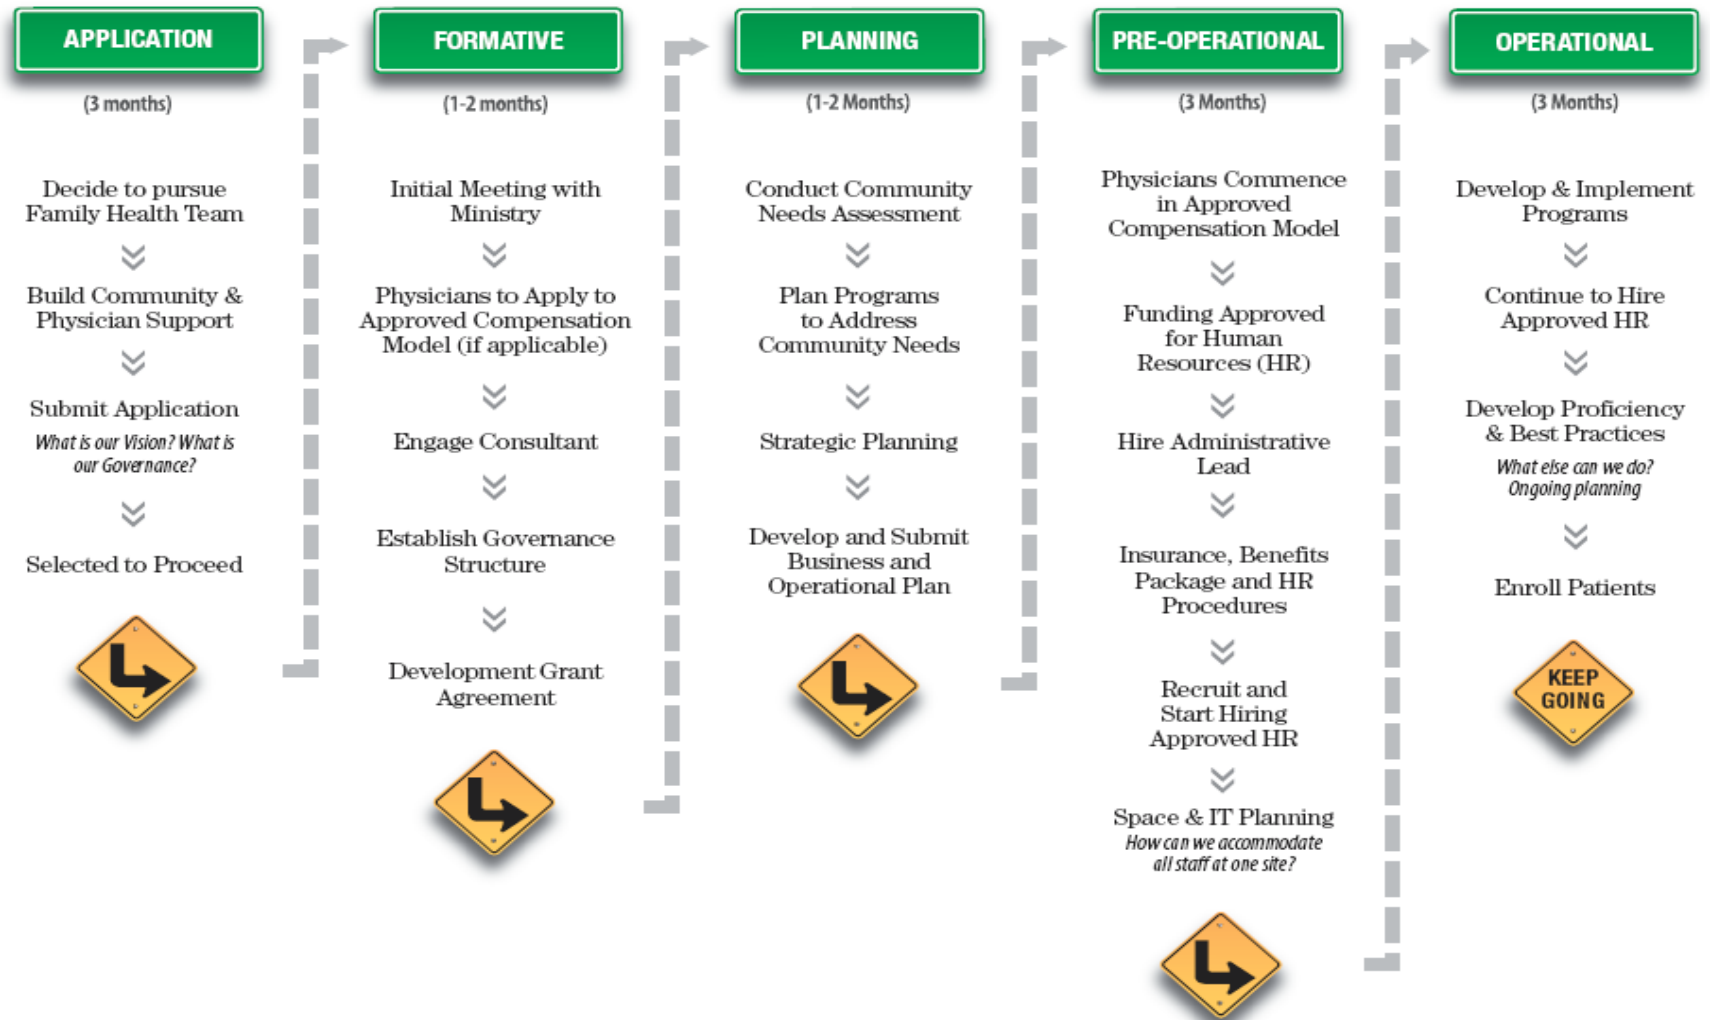 APPLICATION
(3 months)
Decide to pursue
Family Health Team
Build Community &
Physician Support
Submit Application
What is our Vision? What is
our Governance?
Selected to Proceed
FORMATIVE
(1-2 months)
Initial Meeting with
Ministry
Physicians to Apply to
Approved Compensation
Model (if applicable)
Engage Consultant
Establish Governance
Structure
Development Grant
Agreement
PLANNING
(1-2 Months)
Conduct Community
Needs Assessment
Plan Programs
to Address
Community Needs
Strategic Planning
Develop and Submit
Business and
Operational Plan
PRE-OPERATIONAL
(3 Months)
Physicians Commence
in Approved
Compensation Model
Funding Approved
for Human
Resources (HR)
Hire Administrative
Lead
Insurance, Benefits
Package and HR
Procedures
Recruit and
Start Hiring
Approved HR
Space & IT Planning
How can we accommodate
all staff at one site?
OPERATIONAL
(3 Months)
Develop & Implement
Programs
Continue to Hire
Approved HR
Develop Proficiency
& Best Practices
What else can we do?
Ongoing planning
Enroll Patients
KEEP
GOING